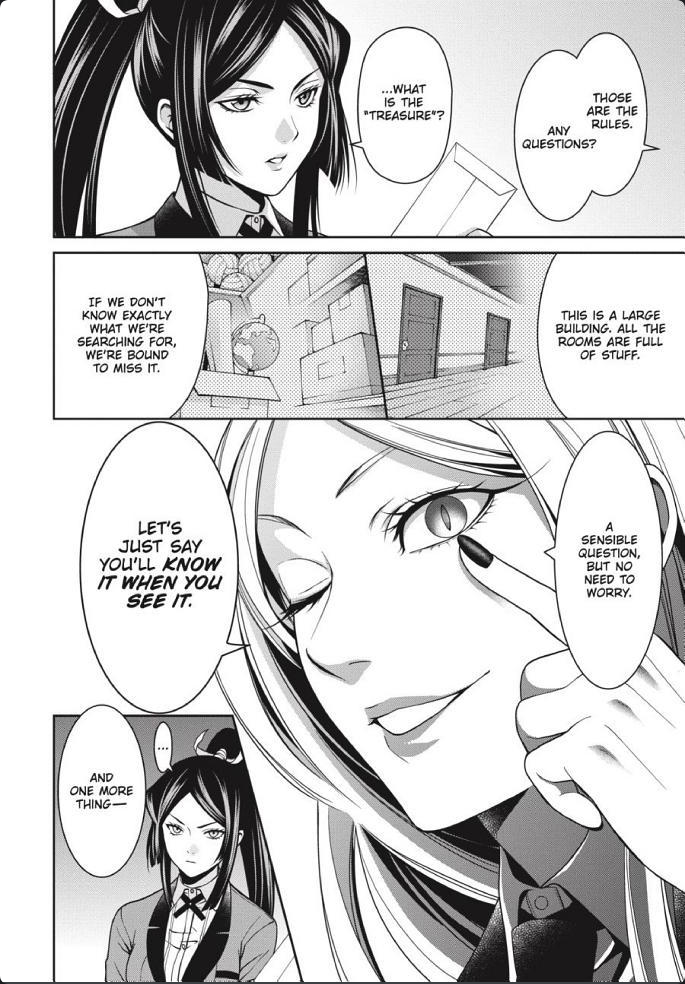 THOSE
ARE THE
RULES.
ANY
QUESTIONS?
...WHAT
IS THE
"TREASURE"?
THIS IS A LARGE
BUILDING. ALL THE
ROOMS ARE FULL
OF STUFF.
IF WE DON'T
KNOW EXACTLY
WHAT WE'RE
SEARCHING FOR,
WE'RE BOUND
TO MISS IT.
A
SENSIBLE
QUESTION,
BUT NO
NEED TO
WORRY.
LET'S
JUST SAY
YOU'LL KNOW
IT WHEN YOU
SEE IT.
...
AND
ONE MORE
THING—